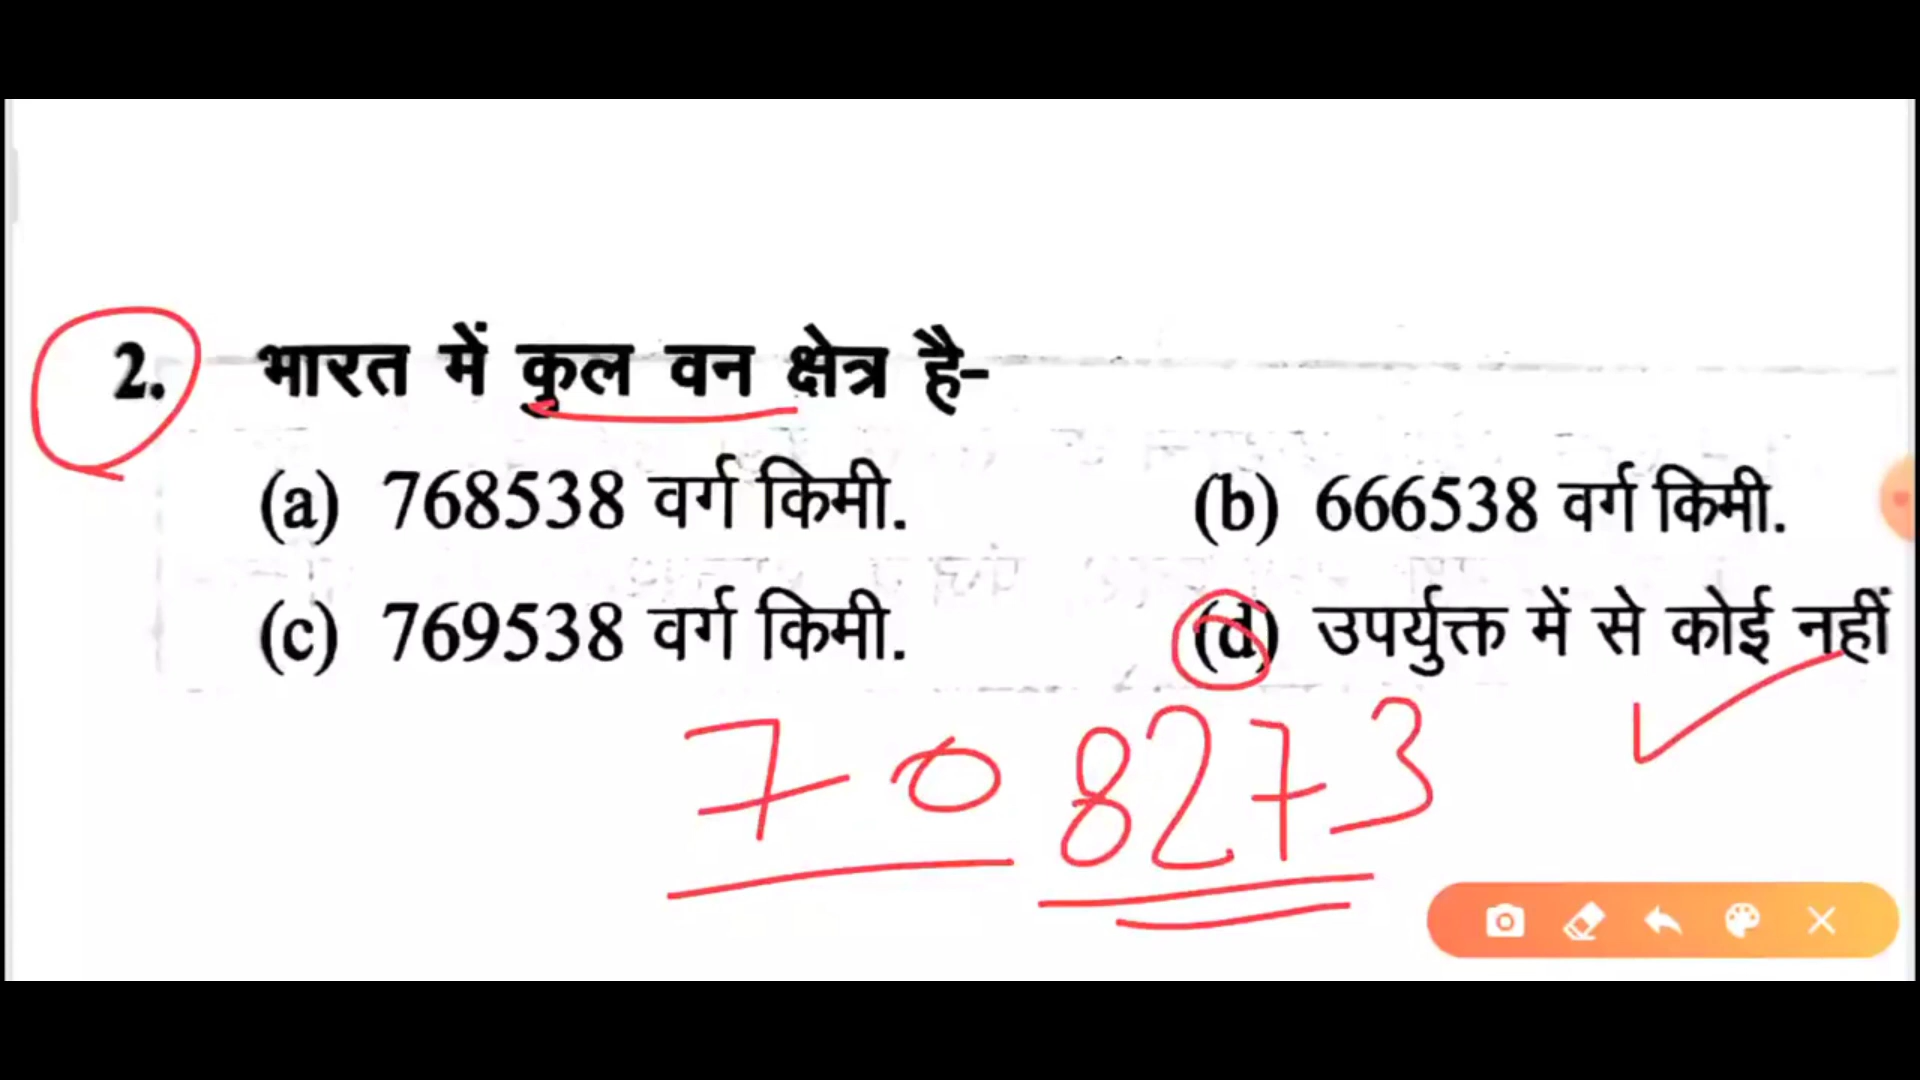 2. भारत में कुल वन क्षेत्र है-
(a) 768538 वर्ग किमी. (b) 666538 वर्ग किमी.
(c) 769538 वर्ग किमी. (d) उपर्युक्त में से कोई नहीं
708273